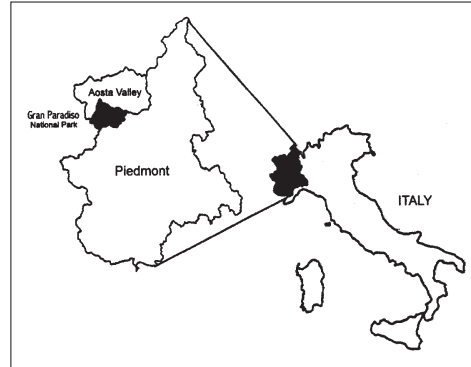 Aosta Valley
Gran Paradiso
National Park
Piedmont
ITALY